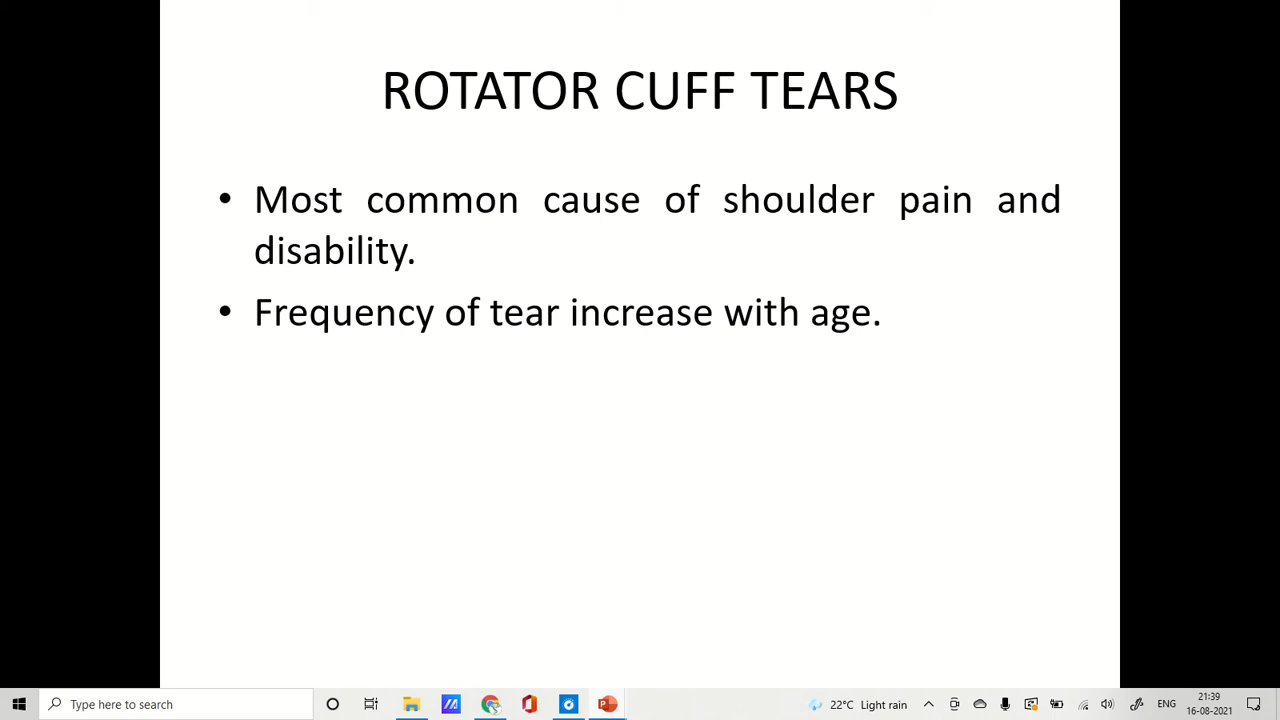 ROTATOR CUFF TEARS
• Most common cause of shoulder pain and
disability.
• Frequency of tear increase with age.
Type here to search
22°C Light rain
ENG
21:39
16-08-2021